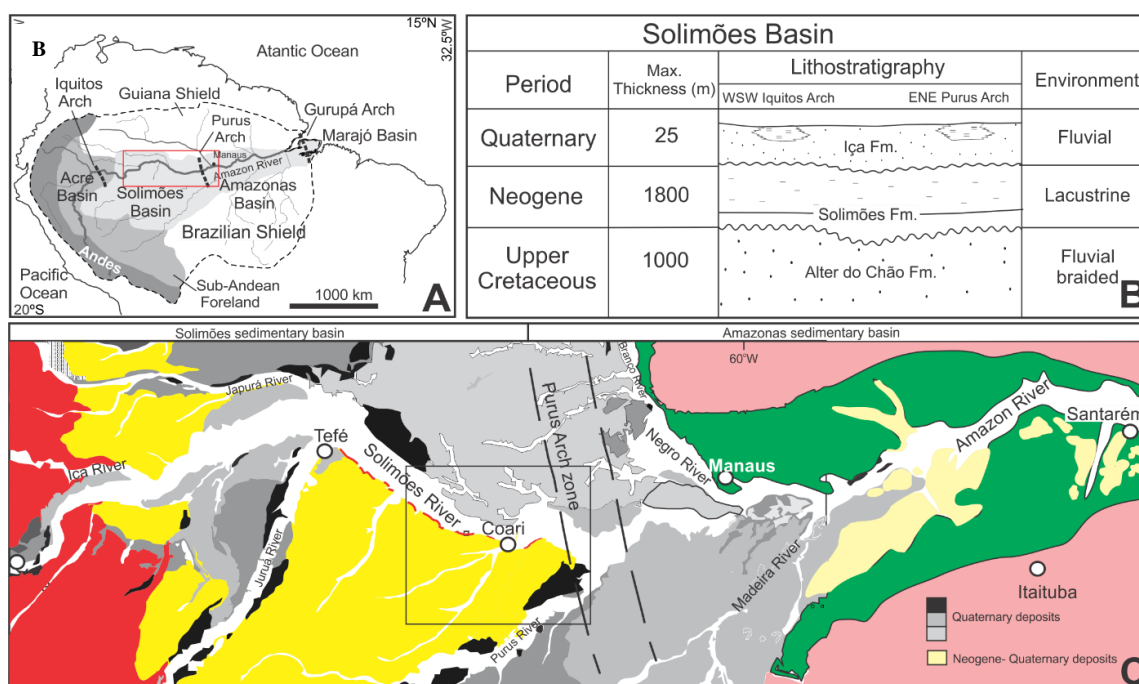 15ºN
32.5ºW
B
Atantic Ocean
Iquitos
Arch
Guiana Shield
Purus
Arch
Gurupá Arch
Marajó Basin
Manaus
Amazon River
Acre
Basin
Solimões
Basin
Amazonas
Basin
Brazilian Shield
Andes
Pacific
Ocean
20ºS
Sub-Andean
Foreland
1000 km
A
Solimões Basin
Period
Max.
Thickness (m)
Lithostratigraphy
WSW Iquitos Arch
ENE Purus Arch
Environment
Quaternary
25
Iça Fm.
Fluvial
Neogene
1800
Solimões Fm.
Lacustrine
Upper
Cretaceous
1000
Alter do Chão Fm.
Fluvial
braided
B
Solimões sedimentary basin
Amazonas sedimentary basin
60ºW
Japurá River
Branco River
Purus Arch zone
Negro River
Amazon River
Santarém
Tefé
Solimões River
Manaus
Iça River
Coari
Juruá River
Madeira River
Purus River
Itaituba
Quaternary deposits
Neogene- Quaternary deposits
C